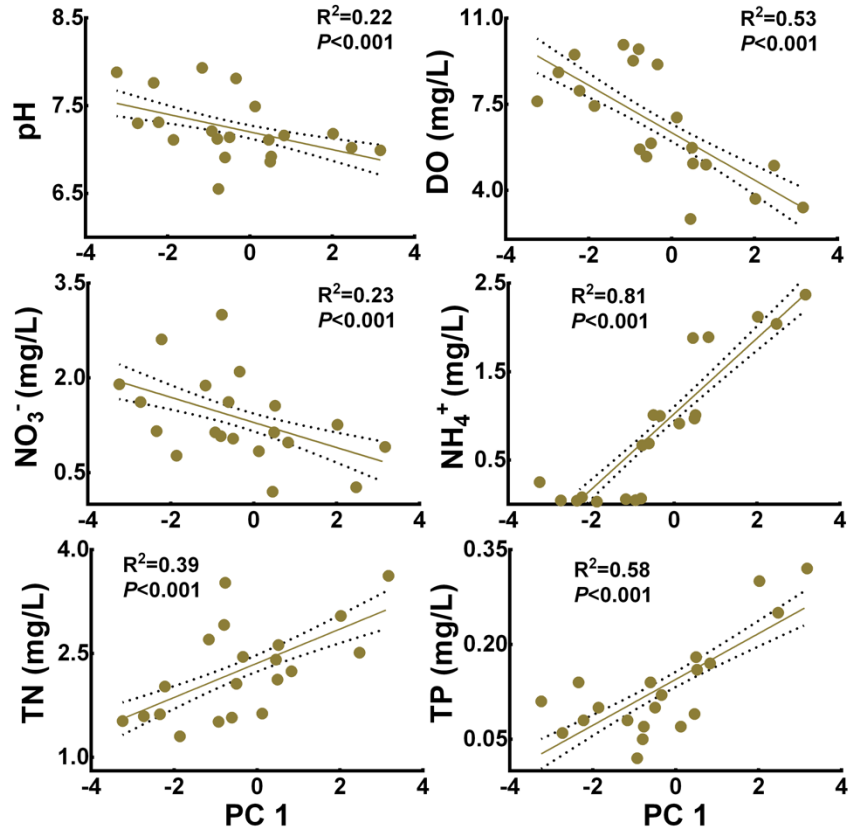 8.5
7.5
6.5
pH
R²=0.22
P<0.001
-4 -2 0 2 4
11.0
7.5
4.0
DO (mg/L)
R²=0.53
P<0.001
-4 -2 0 2 4
3.5
2.0
0.5
NO₃⁻ (mg/L)
R²=0.23
P<0.001
-4 -2 0 2 4
2.5
1.5
0.5
NH₄⁺ (mg/L)
R²=0.81
P<0.001
-4 -2 0 2 4
4.0
2.5
1.0
TN (mg/L)
R²=0.39
P<0.001
-4 -2 0 2 4
PC 1
0.35
0.20
0.05
TP (mg/L)
R²=0.58
P<0.001
-4 -2 0 2 4
PC 1